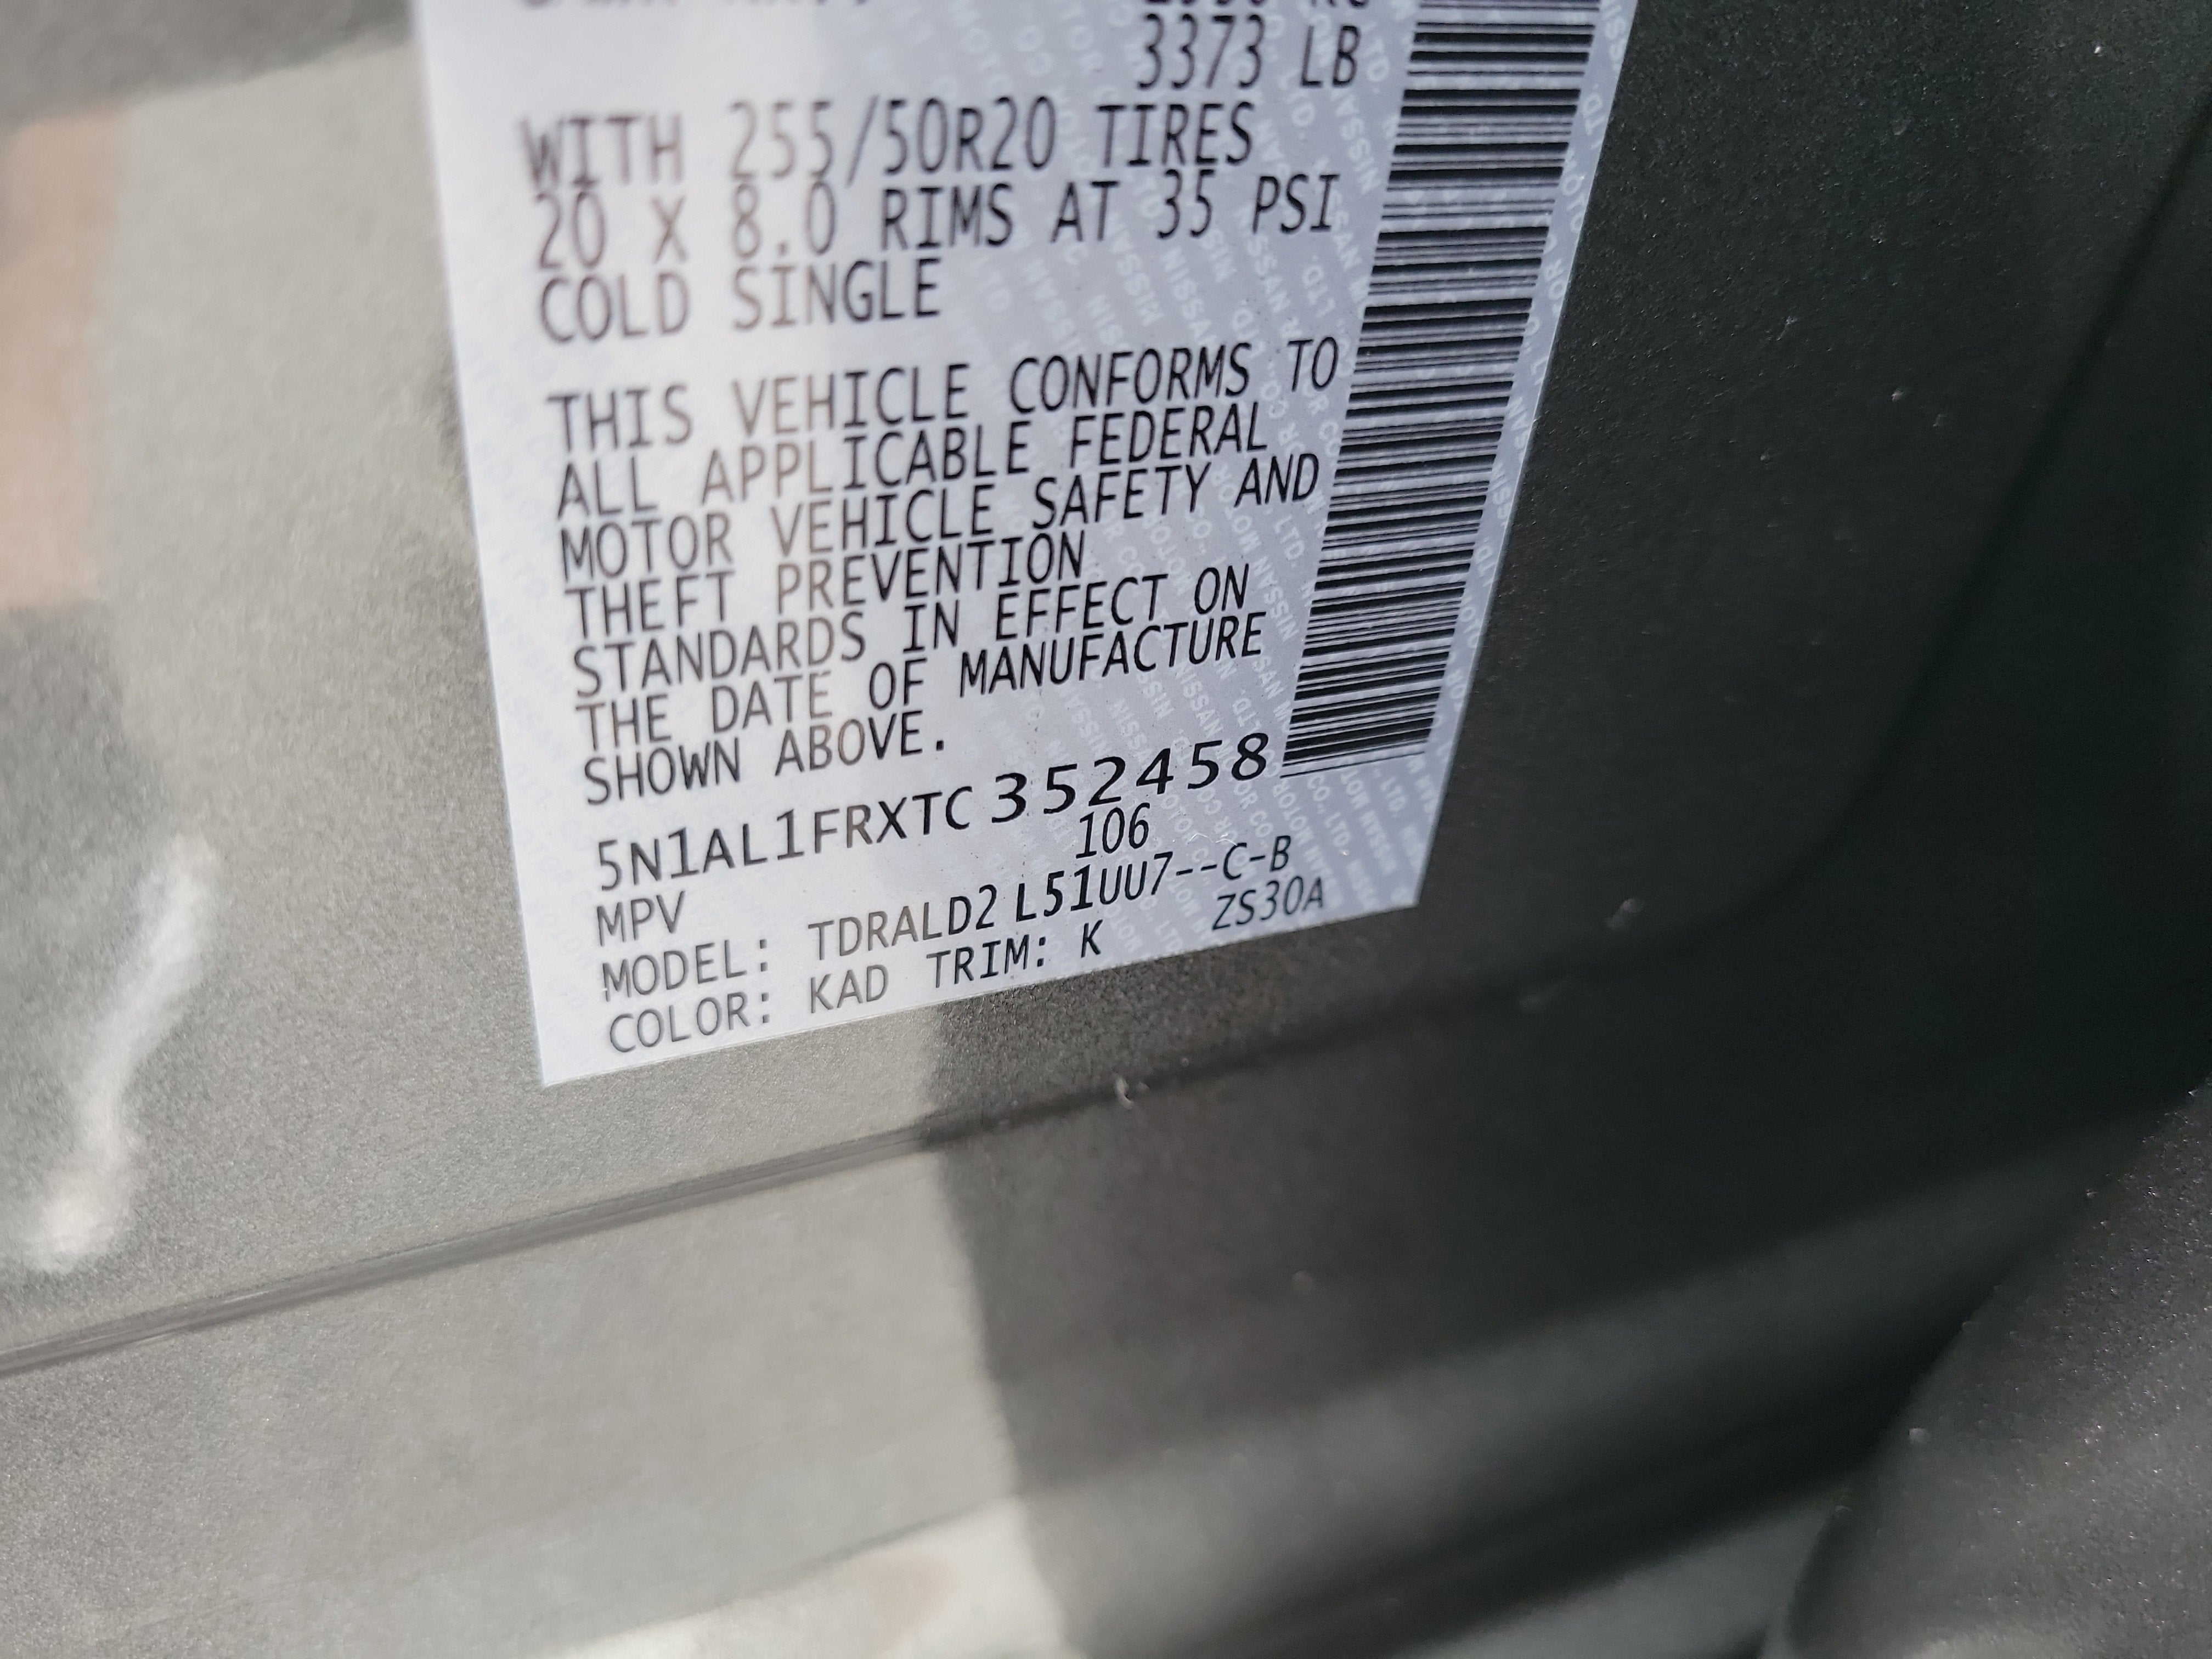 3373 LB
WITH 255/50R20 TIRES
20 X 8.0 RIMS AT 35 PSI
COLD SINGLE
THIS VEHICLE CONFORMS TO
ALL APPLICABLE FEDERAL
MOTOR VEHICLE SAFETY AND
THEFT PREVENTION
STANDARDS IN EFFECT ON
THE DATE OF MANUFACTURE
SHOWN ABOVE.
5N1AL1FRXTC352458
MPV 106
MODEL: TDRALD2 L51UU7--C-B
COLOR: KAD TRIM: K ZS30A